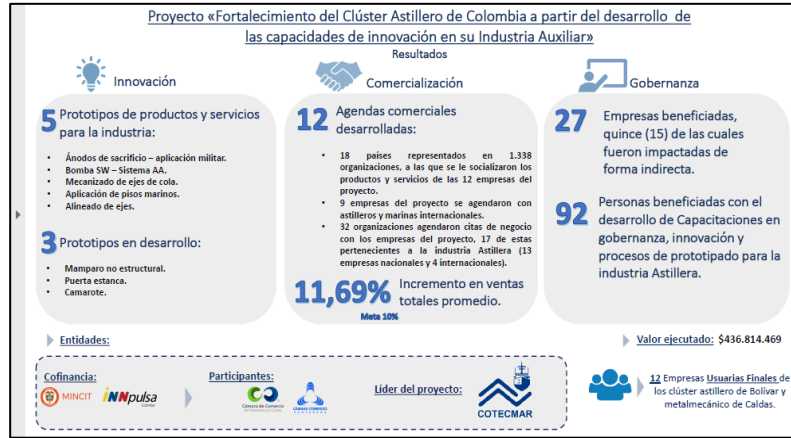 Proyecto «Fortalecimiento del Clúster Astillero de Colombia a partir del desarrollo de
las capacidades de innovación en su Industria Auxiliar»
Resultados
Innovación
5 Prototipos de productos y servicios
para la industria:
• Ánodos de sacrificio – aplicación militar.
• Bomba SW – Sistema AA.
• Mecanizado de ejes de cola.
• Aplicación de pisos marinos.
• Alineado de ejes.
3 Prototipos en desarrollo:
• Mamparo no estructural.
• Puerta estanca.
• Camarote.
Comercialización
12 Agendas comerciales
desarrolladas:
• 18 países representados en 1.338
organizaciones, a las que se le socializaron los
productos y servicios de las 12 empresas del
proyecto.
• 9 empresas del proyecto se agendaron con
astilleros y marinas internacionales.
• 32 organizaciones agendaron citas de negocio
con los empresas del proyecto, 17 de estas
pertenecientes a la industria Astillera (13
empresas nacionales y 4 internacionales).
11,69% Incremento en ventas
totales promedio.
Meta 10%
Gobernanza
27 Empresas beneficiadas,
quince (15) de las cuales
fueron impactadas de
forma indirecta.
92 Personas beneficiadas con el
desarrollo de Capacitaciones en
gobernanza, innovación y
procesos de prototipado para la
industria Astillera.
Entidades:
Valor ejecutado: $436.814.469
Cofinancia:
MINCIT
iNNpulsa
Participantes:
Cámara de Comercio
CÁMARA COMERCIO
CARTAGENA
Líder del proyecto:
COTECMAR
12 Empresas Usuarias Finales de
los clúster astillero de Bolívar y
metalmecánico de Caldas.